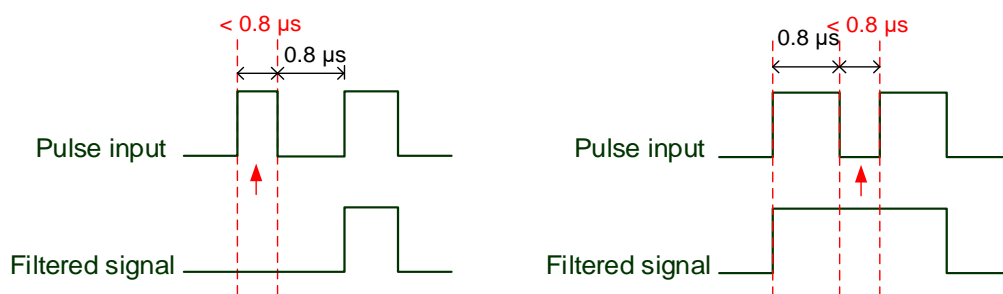 < 0.8 µs
0.8 µs
Pulse input
Filtered signal
< 0.8 µs
0.8 µs
Pulse input
Filtered signal